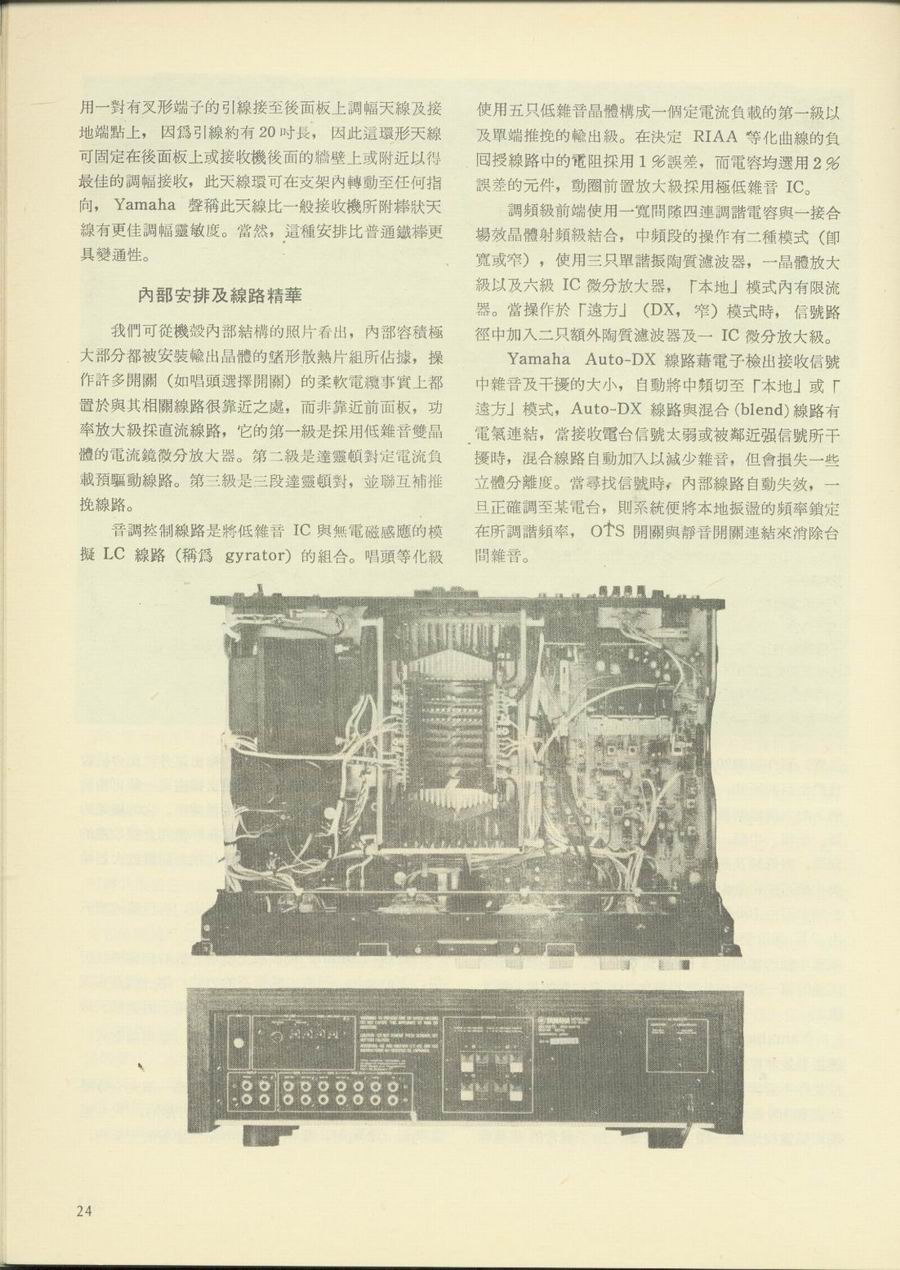 用一對有叉形端子的引線接至後面板上調幅天線及接
地端點上，因爲引線約有20吋長，因此這環形天線
可固定在後面板上或接收機後面的牆壁上或附近以得
最佳的調幅接收，此天線環可在支架內轉動至任何指
向，Yamaha 聲稱此天線比一般接收機所附棒狀天
線有更佳調幅靈敏度。當然，這種安排比普通鐵棒更
具變通性。
內部安排及線路精華
我們可從機殼內部結構的照片看出，內部容積極
大部分都被安裝輸出晶體的鰭形散熱片組所佔據，操
作許多開關（如唱頭選擇開關）的柔軟電纜事實上都
置於與其相關線路很靠近之處，而非靠近前面板，功
率放大級採直流線路，它的第一級是採用低雜音雙晶
體的電流鏡微分放大器。第二級是達靈頓對定電流負
載預驅動線路。第三級是三段達靈頓對，並聯互補推
挽線路。
音調控制線路是將低雜音 IC 與無電磁感應的模
擬 LC 線路（稱爲 gyrator）的組合。唱頭等化級
使用五只低雜音晶體構成一個定電流負載的第一級以
及單端推挽的輸出級。在決定 RIAA 等化曲線的負
囘授線路中的電阻採用1％誤差，而電容均選用2％
誤差的元件，動圈前置放大級採用極低雜音 IC。
調頻級前端使用一寬間隙四連調諧電容與一接合
場效晶體射頻級結合，中頻段的操作有二種模式（卽
寬或窄），使用三只單諧振陶質濾波器，一晶體放大
級以及六級 IC 微分放大器，「本地」模式內有限流
器。當操作於「遠方」（DX，窄）模式時，信號路
徑中加入二只額外陶質濾波器及一 IC 微分放大級。
Yamaha Auto-DX 線路藉電子檢出接收信號
中雜音及干擾的大小，自動將中頻切至「本地」或「
遠方」模式，Auto-DX 線路與混合(blend)線路有
電氣連結，當接收電台信號太弱或被鄰近强信號所干
擾時，混合線路自動加入以減少雜音，但會損失一些
立體分離度。當尋找信號時，內部線路自動失效，一
旦正確調至某電台，則系統便將本地振盪的頻率鎖定
在所調諧頻率，OTS 開關與靜音開關連結來消除台
間雜音。
YAMAHA
24